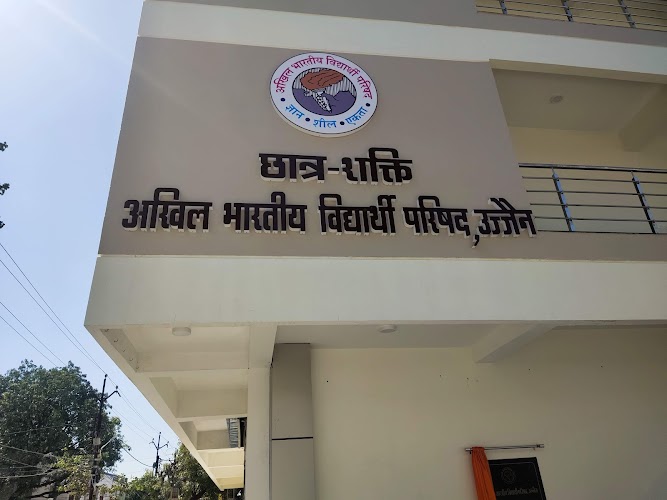 अखिल भारतीय विद्यार्थी परिषद
• ज्ञान • शील • एकता •
छात्र-शक्ति
अखिल भारतीय विद्यार्थी परिषद,उज्जैन